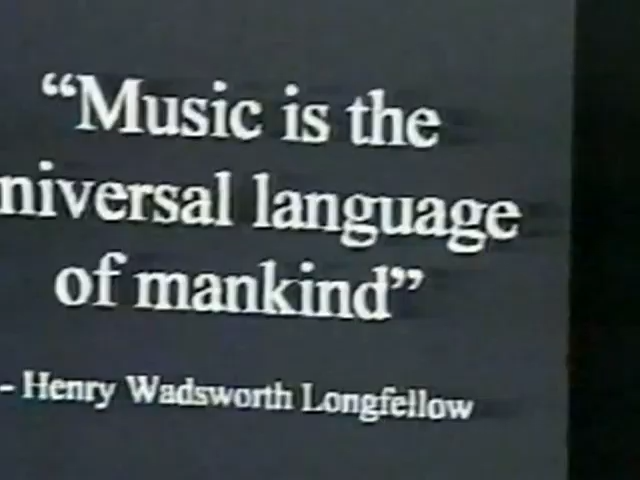 “Music is the
niversal language
of mankind”
- Henry Wadsworth Longfellow